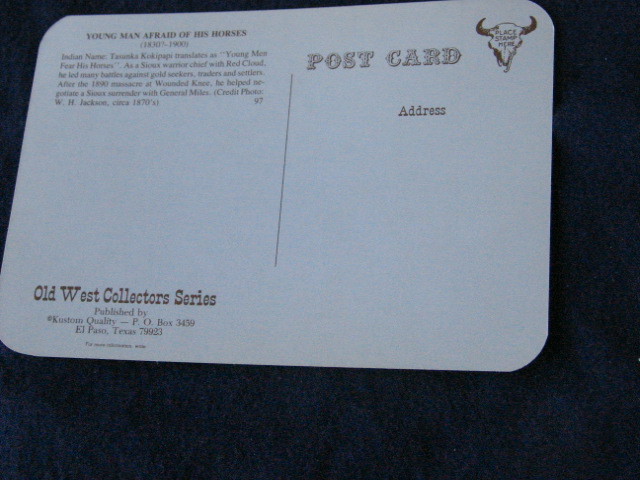 YOUNG MAN AFRAID OF HIS HORSES
(1830?-1900)
Indian Name: Tasunka Kokipapi translates as "Young Men
Fear His Horses". As a Sioux warrior chief with Red Cloud,
he led many battles against gold seekers, traders and settlers.
After the 1890 massacre at Wounded Knee, he helped ne-
gotiate a Sioux surrender with General Miles. (Credit Photo:
W. H. Jackson, circa 1870's) 97
POST CARD
PLACE
STAMP
HERE
Address
Old West Collectors Series
Published by
®Kustom Quality — P. O. Box 3459
El Paso, Texas 79923
For more information, write